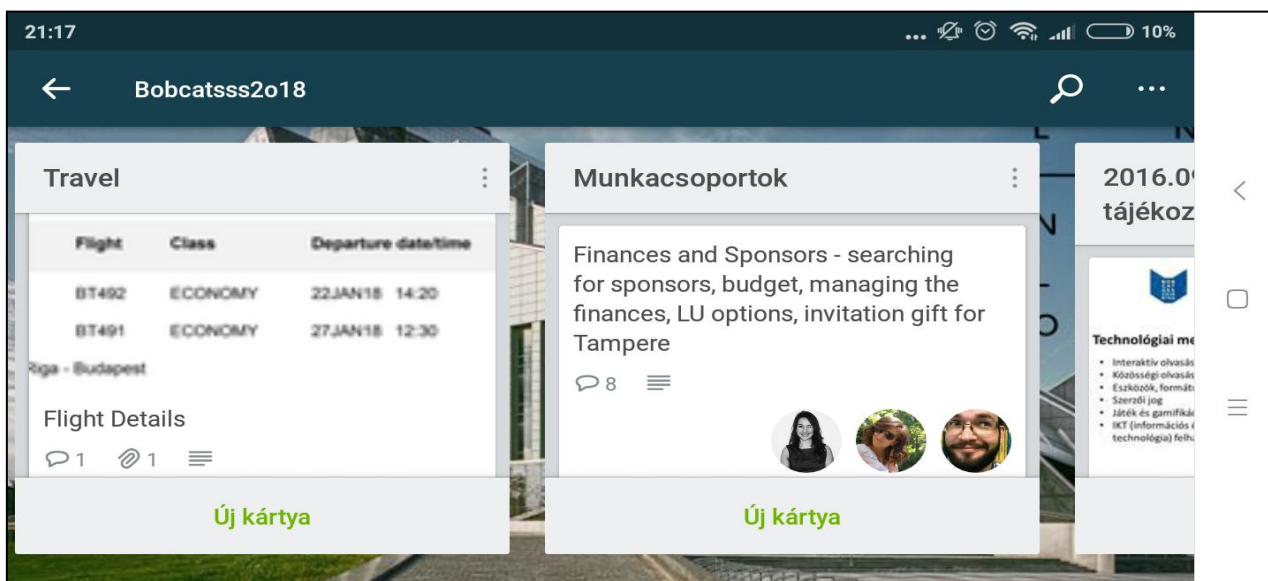 21:17
10%
Bobcatsss2o18
Travel
Flight Class Departure date/time
BT492 ECONOMY 22JAN18 14:20
BT491 ECONOMY 27JAN18 12:30
Riga - Budapest
Flight Details
1 1
Új kártya
Munkacsoportok
Finances and Sponsors - searching
for sponsors, budget, managing the
finances, LU options, invitation gift for
Tampere
8
Új kártya
2016.09
tájékoz
Technológiai me
• Interaktív olvasás
• Közösségi olvasás
• Eszközök, formátu
• Szerzői jog
• Játék és gamifiká
• IKT (információs é
technológia) felha
L N
N
O